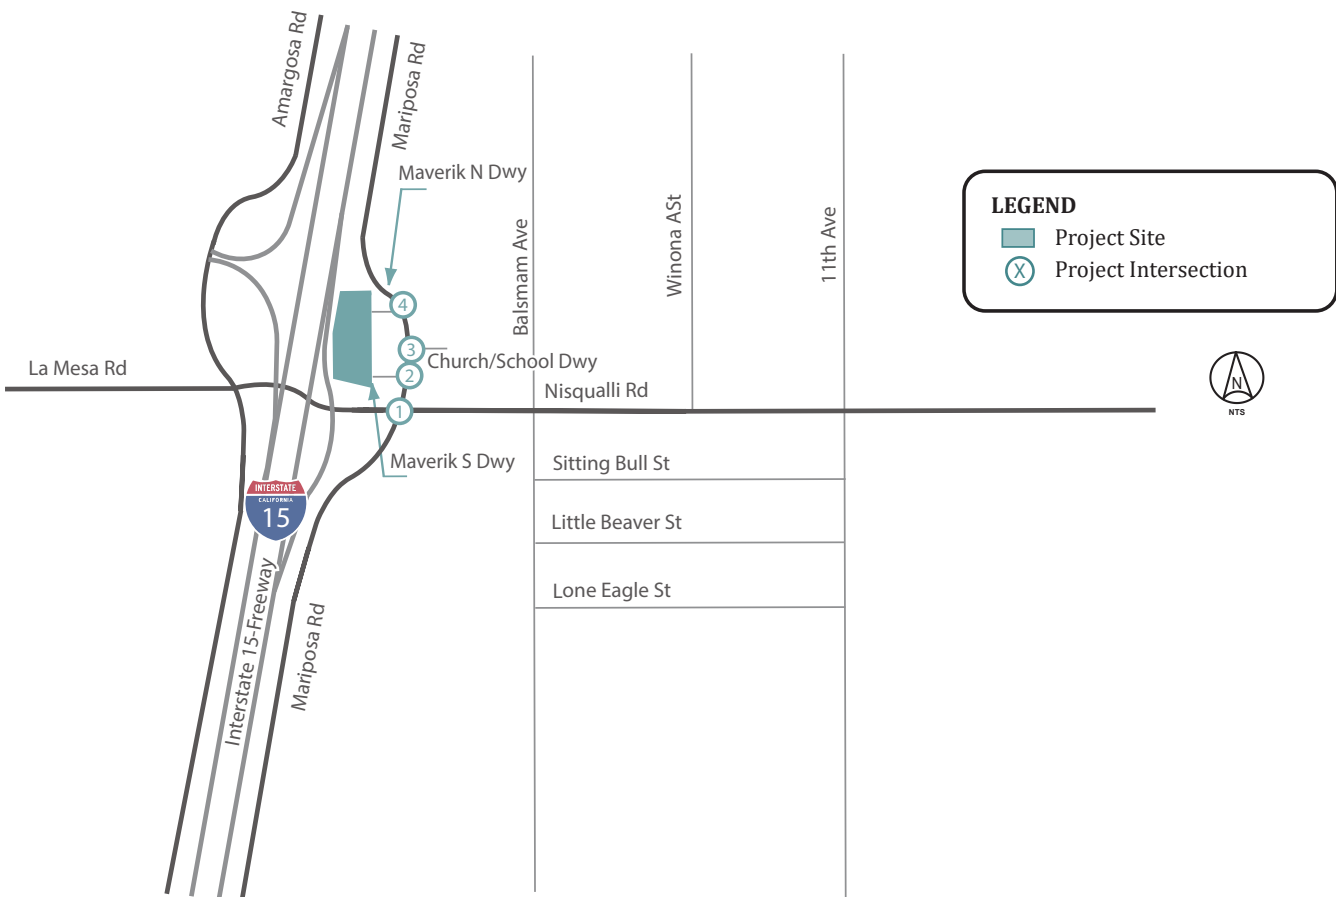 Amargosa Rd
Mariposa Rd
Maverik N Dwy
Balsmam Ave
Winona ASt
11th Ave
LEGEND
Project Site
X Project Intersection
4
3
Church/School Dwy
2
La Mesa Rd
Nisqualli Rd
1
N
NTS
Maverik S Dwy
Sitting Bull St
INTERSTATE
CALIFORNIA
15
Little Beaver St
Lone Eagle St
Interstate 15-Freeway
Mariposa Rd